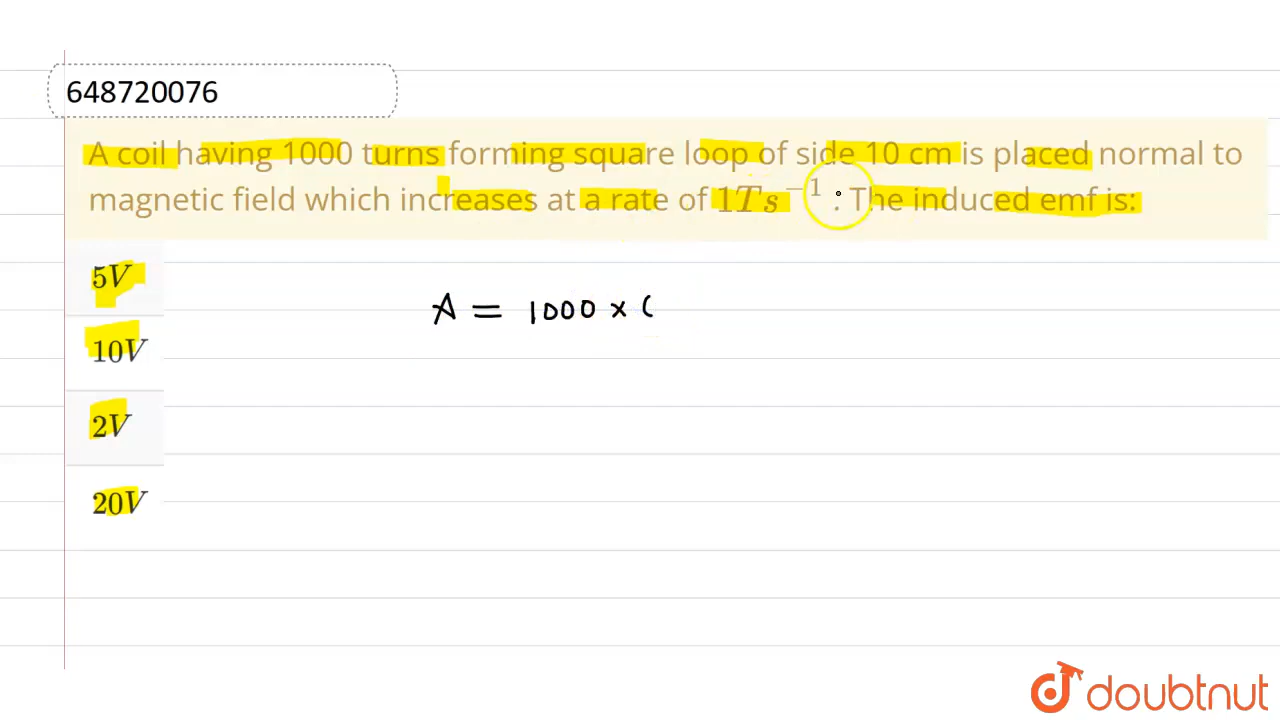 648720076
A coil having 1000 turns forming square loop of side 10 cm is placed normal to
magnetic field which increases at a rate of 1Ts⁻¹. The induced emf is:
5V
A = 1000 × (
10V
2V
20V
doubtnut